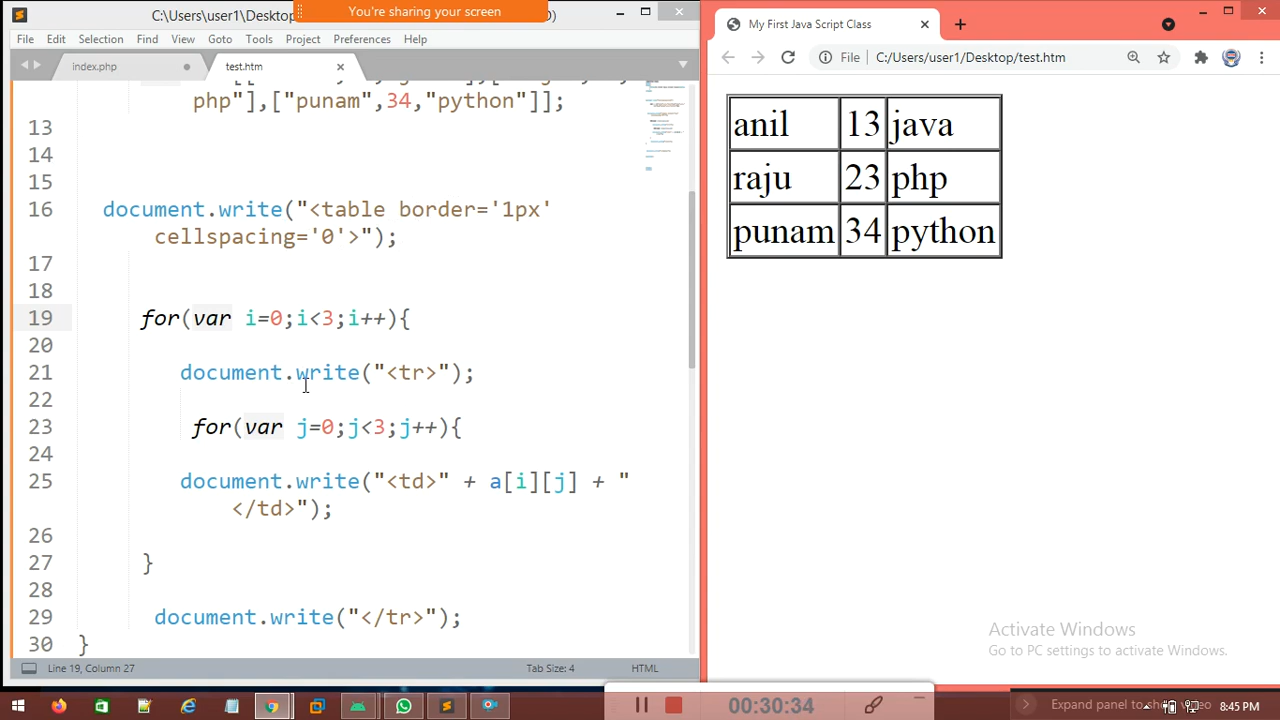 C:\Users\user1\Desktop
You're sharing your screen
File Edit Selection Find View Goto Tools Project Preferences Help
index.php
test.htm
php"],["punam",34,"python"]];
13
14
15
16 document.write("<table border='1px'
cellspacing='0'>");
17
18
19 for(var i=0;i<3;i++){
20
21 document.write("<tr>");
22
23 for(var j=0;j<3;j++){
24
25 document.write("<td>" + a[i][j] + "
</td>");
26
27 }
28
29 document.write("</tr>");
30 }
Line 19, Column 27
Tab Size: 4
HTML
My First Java Script Class
File C:/Users/user1/Desktop/test.htm
anil 13 java
raju 23 php
punam 34 python
Activate Windows
Go to PC settings to activate Windows.
00:30:34
Expand panel to
8:45 PM